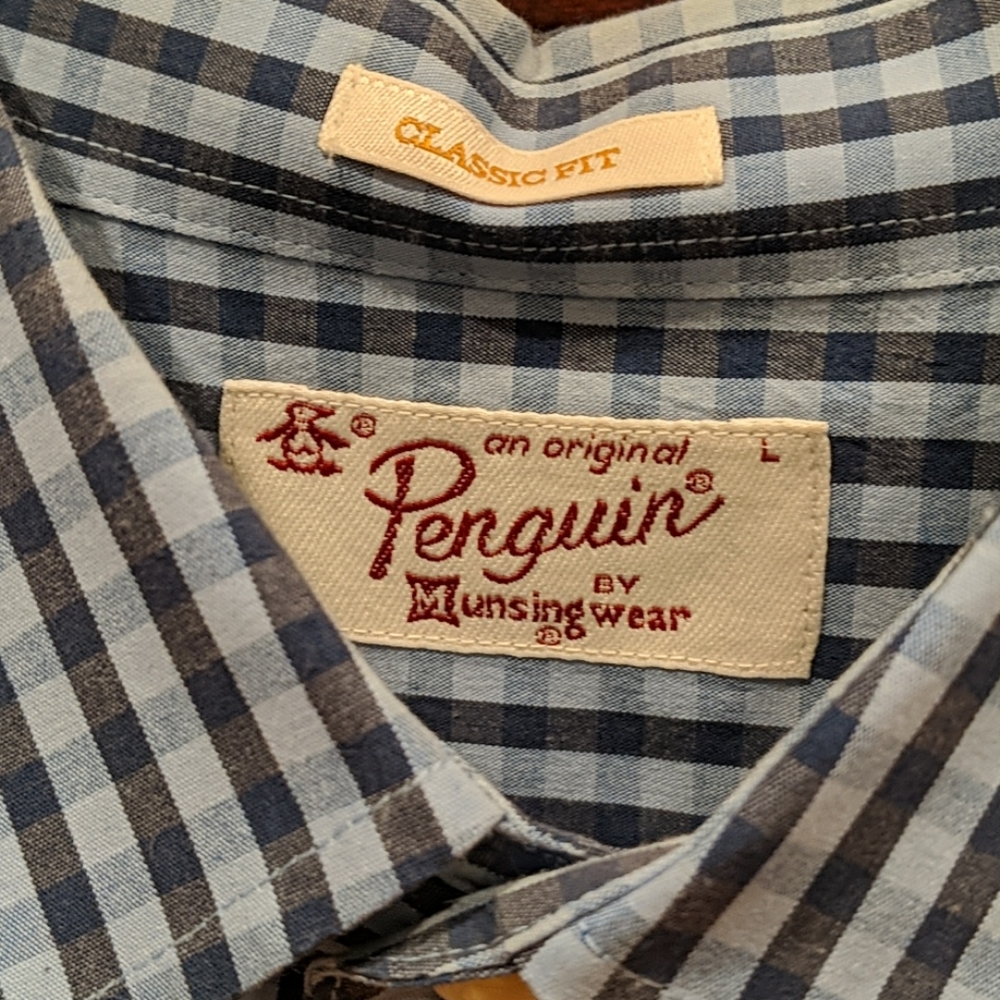 CLASSIC FIT
® an original L
Penguin®
BY
Munsingwear
®